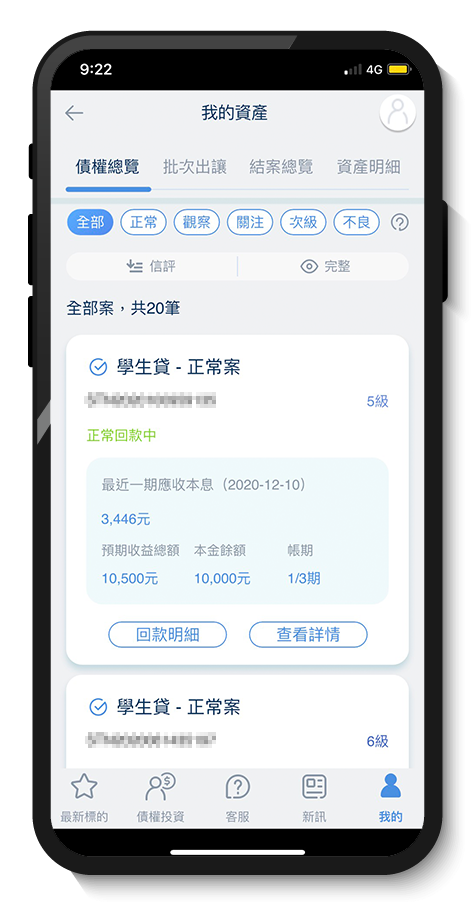 9:22 4G
我的資產
債權總覽 批次出讓 結案總覽 資產明細
全部 正常 觀察 關注 次級 不良 ?
信評 完整
全部案，共20筆
學生貸 - 正常案
5級
正常回款中
最近一期應收本息（2020-12-10）
3,446元
預期收益總額 本金餘額 帳期
10,500元 10,000元 1/3期
回款明細 查看詳情
學生貸 - 正常案
6級
最新標的 債權投資 客服 新訊 我的